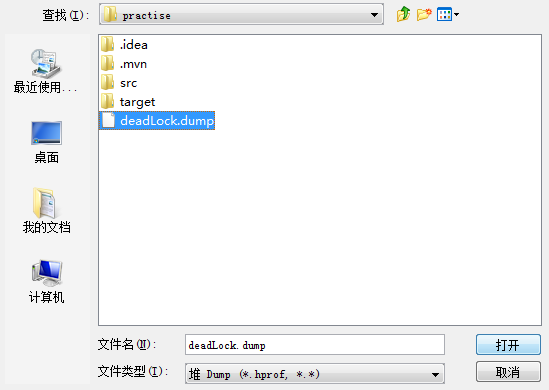 查找(I):
practise
.idea
.mvn
src
target
deadLock.dump
最近使用...
桌面
我的文档
计算机
文件名(N):
deadLock.dump
打开
文件类型(T):
堆 Dump (*.hprof, *.*)
取消